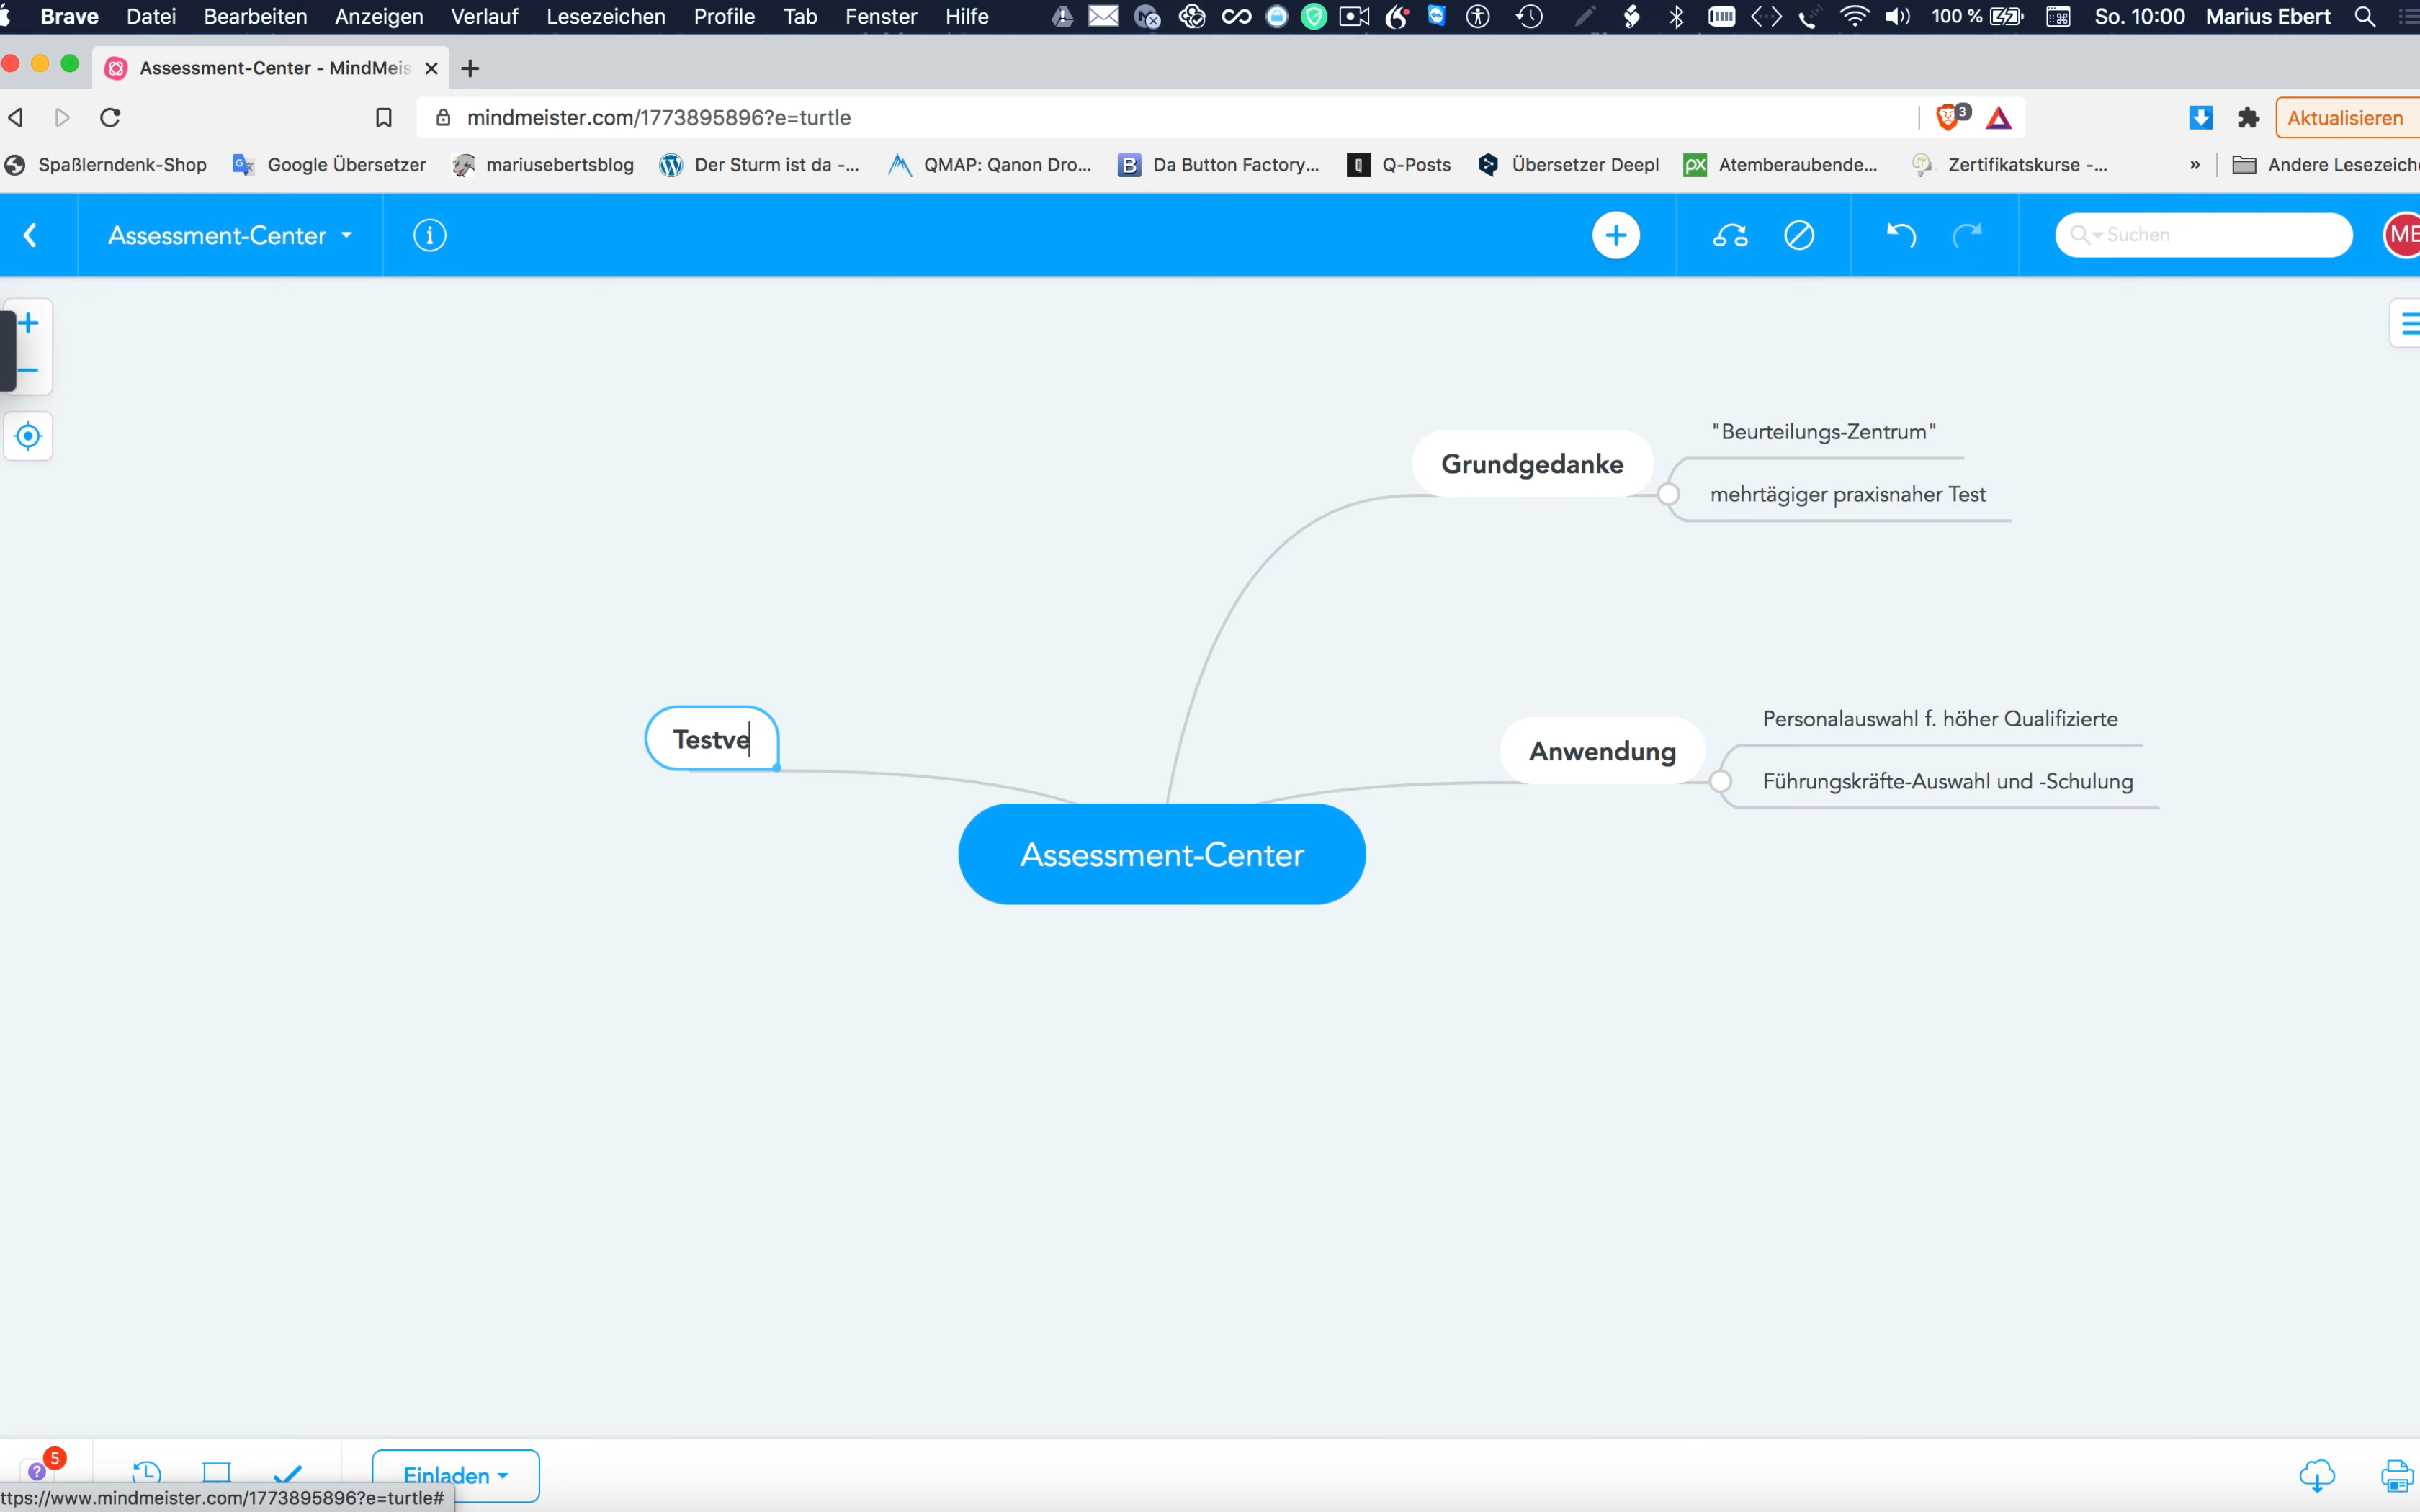 Brave Datei Bearbeiten Anzeigen Verlauf Lesezeichen Profile Tab Fenster Hilfe 100 % So. 10:00 Marius Ebert
Assessment-Center - MindMeis
mindmeister.com/1773895896?e=turtle 3 Aktualisieren
Spaßlerndenk-Shop Google Übersetzer mariusebertsblog Der Sturm ist da -... QMAP: Qanon Dro... B Da Button Factory... Q Q-Posts Übersetzer Deepl px Atemberaubende... Zertifikatskurse -... » Andere Lesezeich
Assessment-Center Suchen ME
"Beurteilungs-Zentrum"
Grundgedanke
mehrtägiger praxisnaher Test
Personalauswahl f. höher Qualifizierte
Testve
Anwendung
Führungskräfte-Auswahl und -Schulung
Assessment-Center
5
Einladen
ttps://www.mindmeister.com/1773895896?e=turtle#